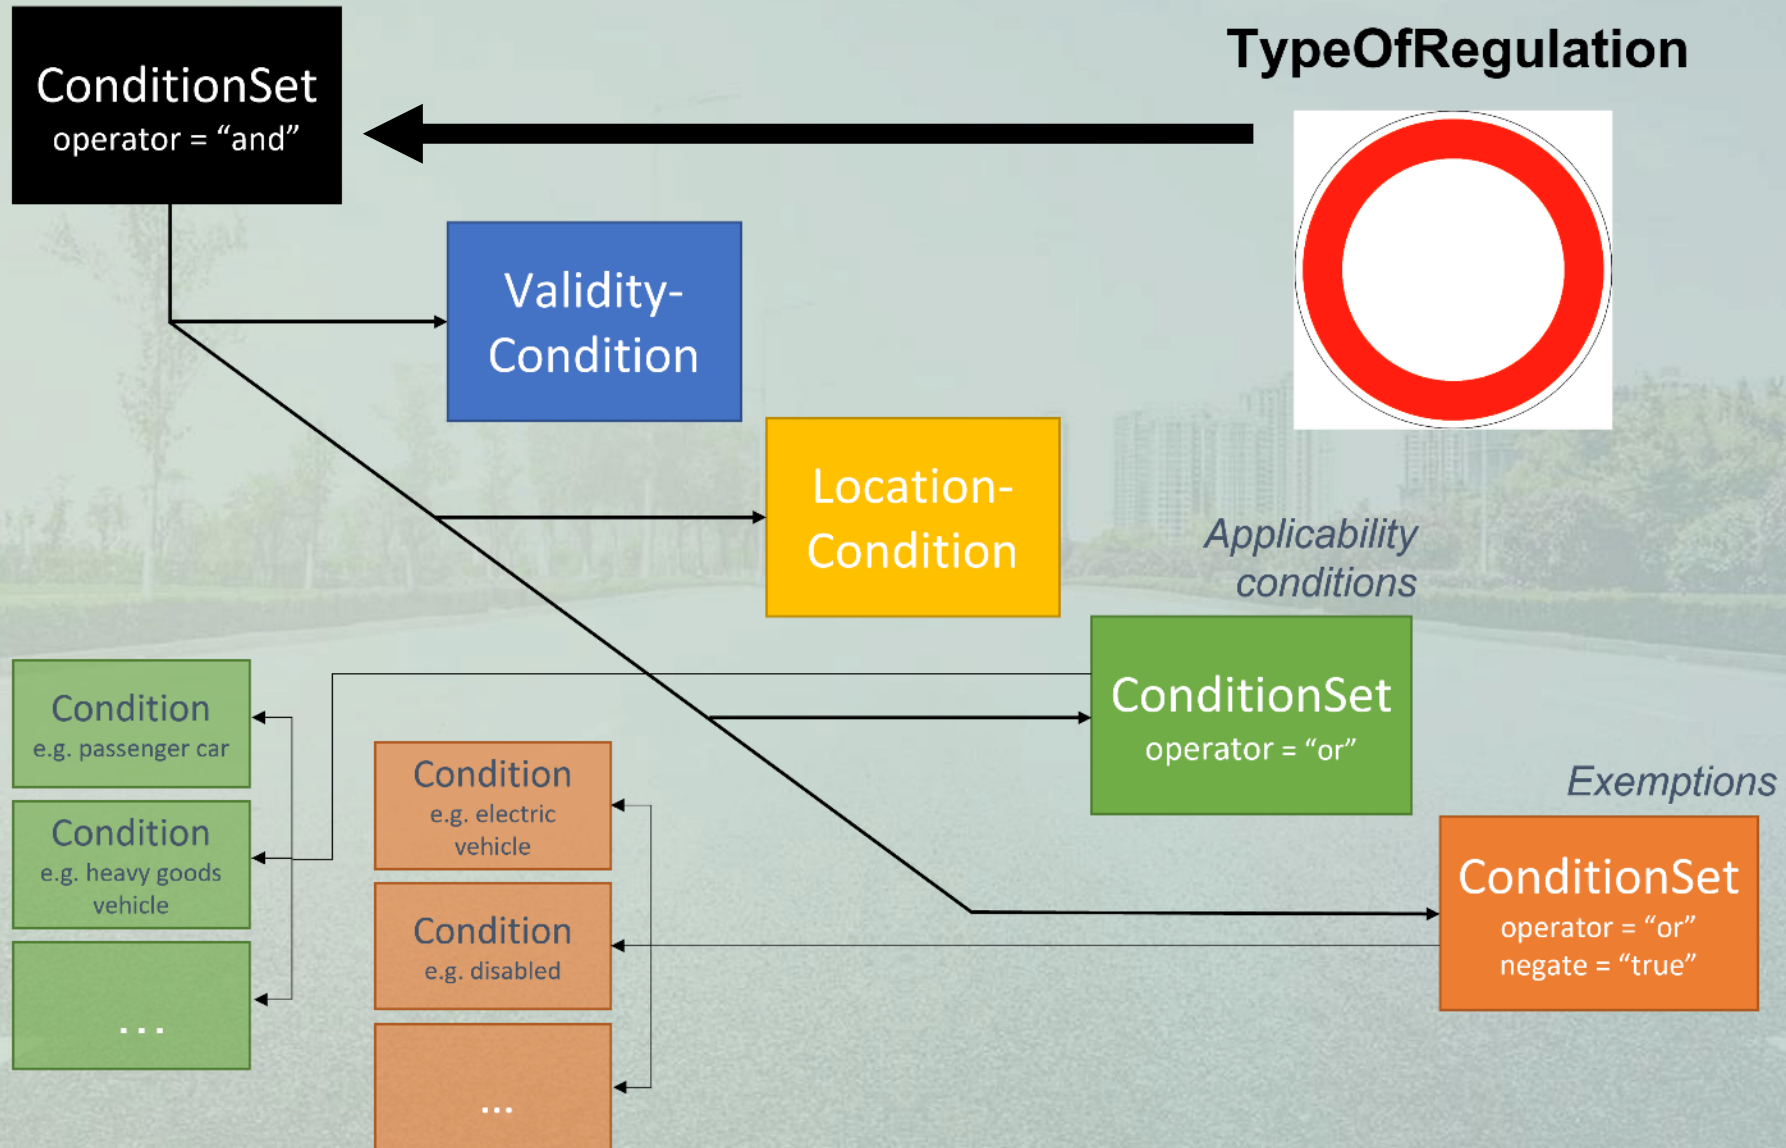 TypeOfRegulation
ConditionSet
operator = “and”
Validity-
Condition
Location-
Condition
Applicability
conditions
ConditionSet
operator = “or”
Exemptions
ConditionSet
operator = “or”
negate = “true”
Condition
e.g. passenger car
Condition
e.g. heavy goods
vehicle
...
Condition
e.g. electric
vehicle
Condition
e.g. disabled
...